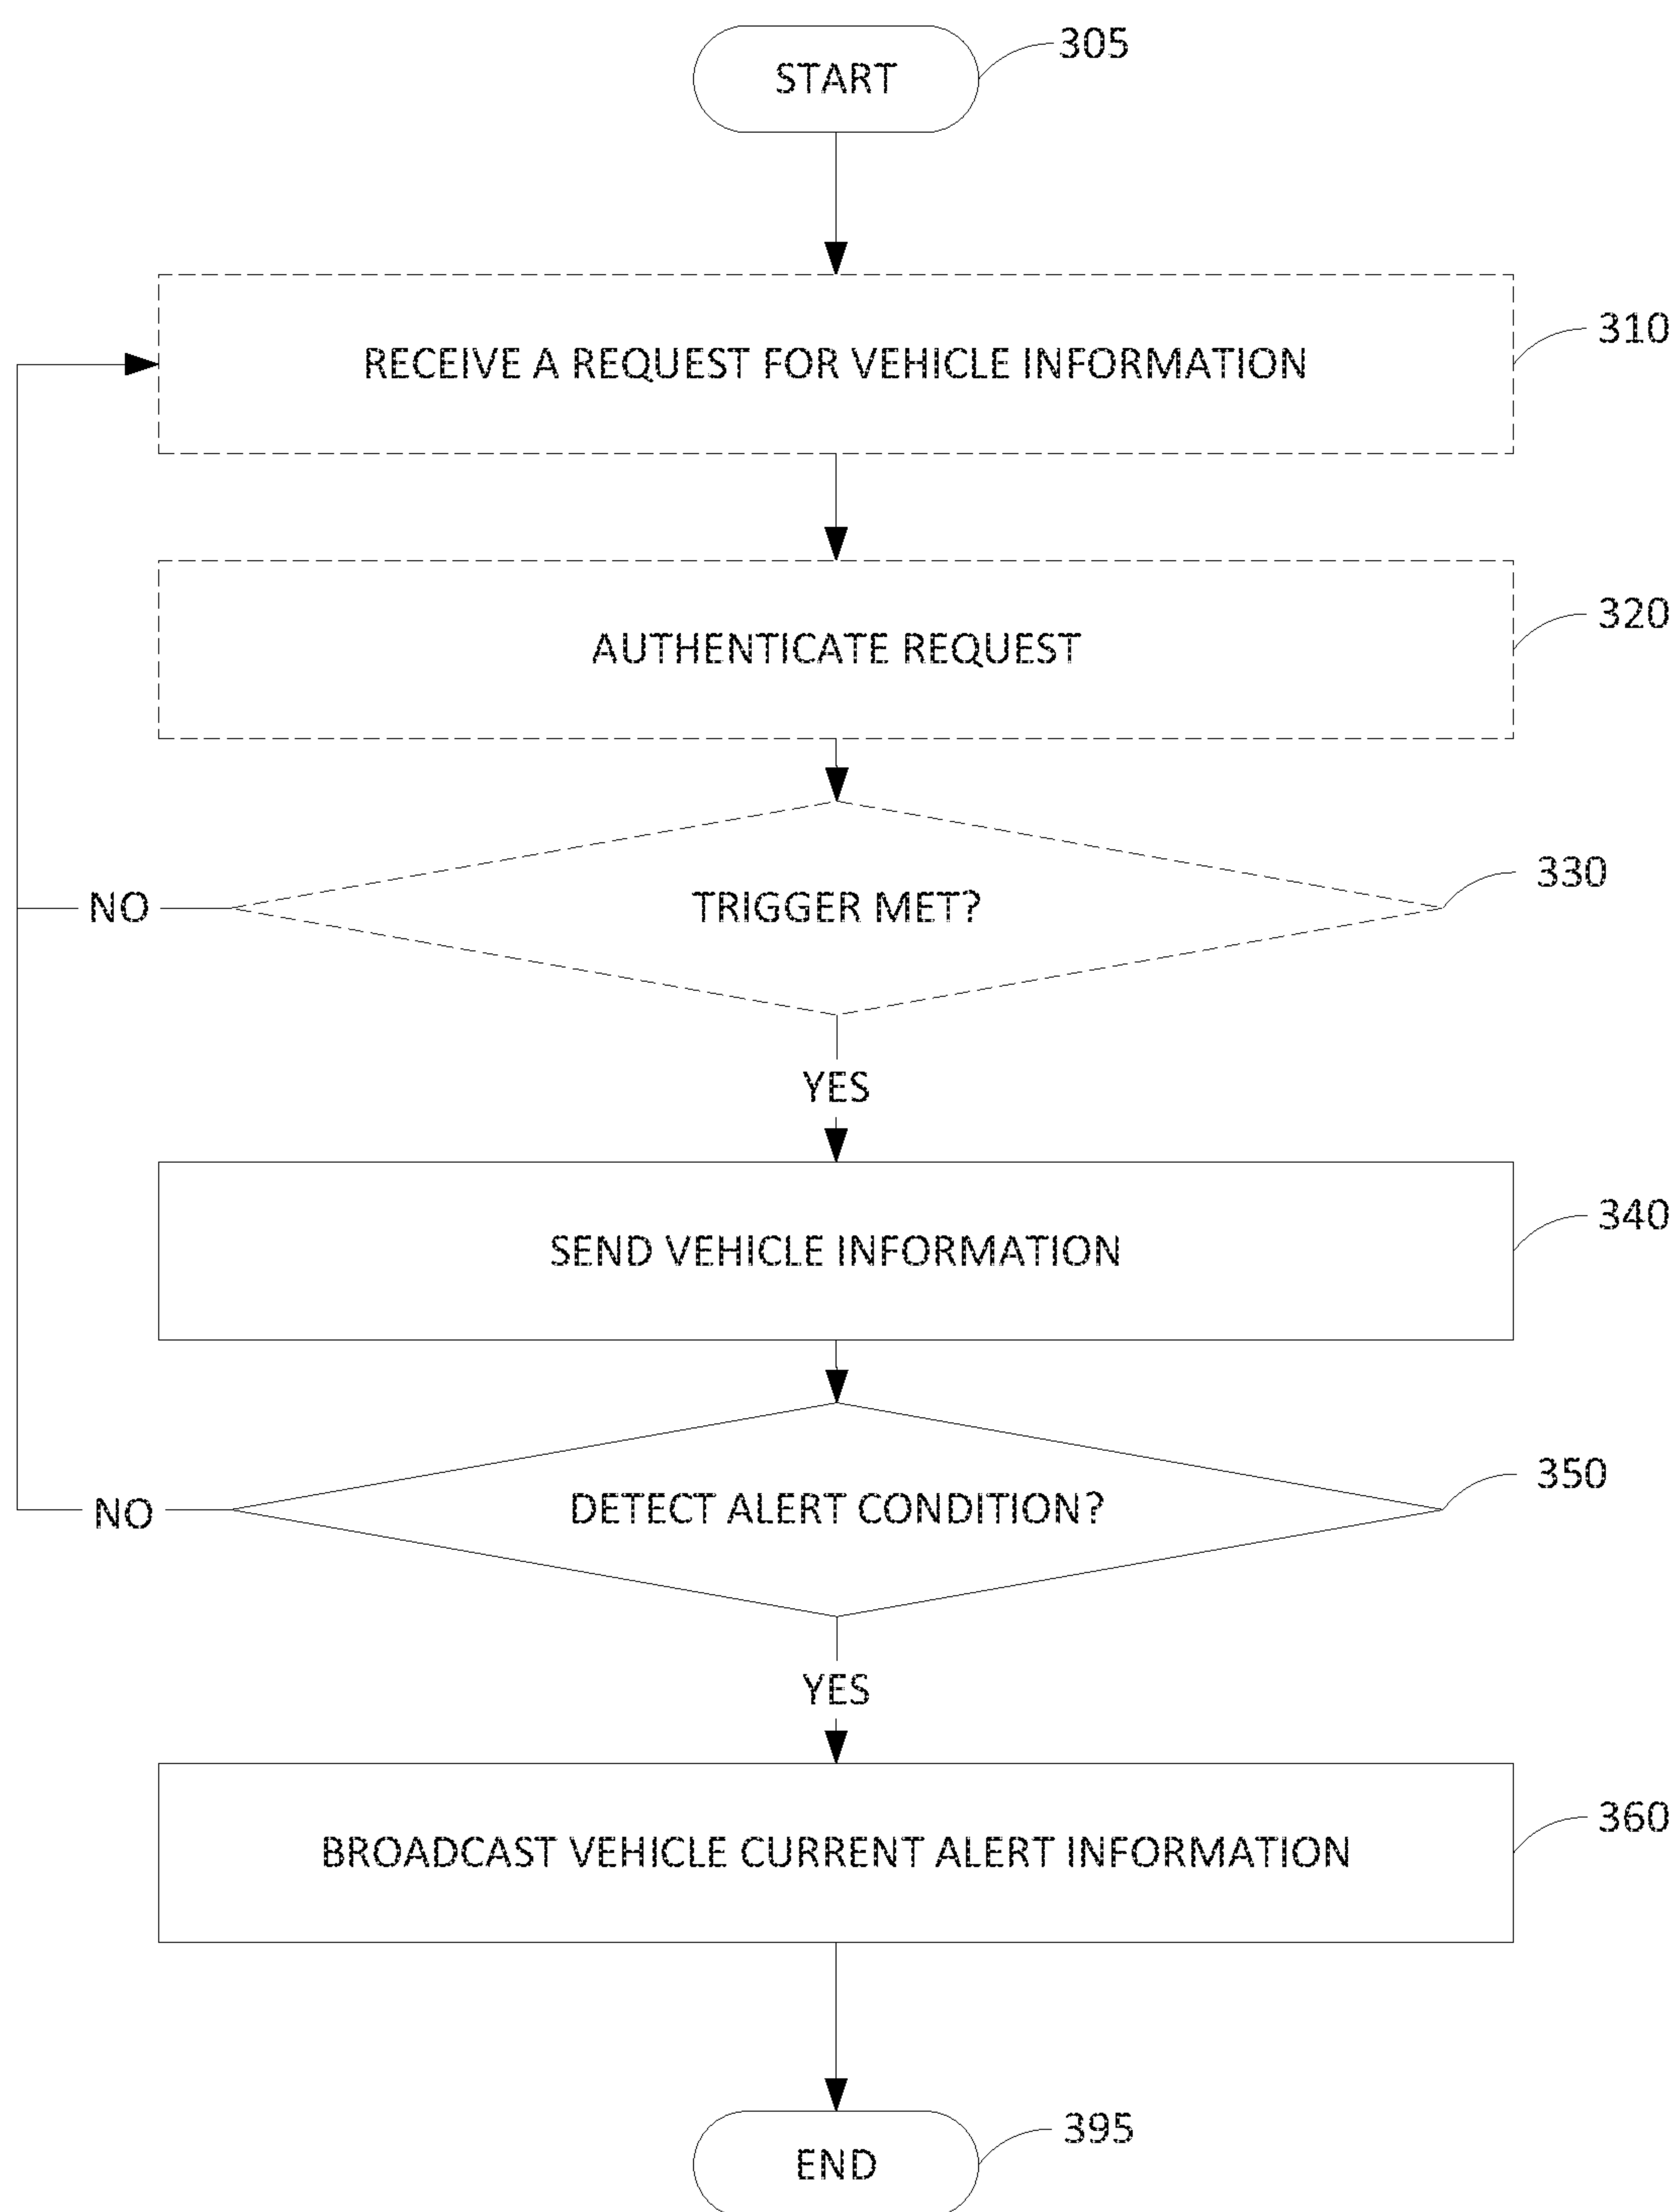 START
305
RECEIVE A REQUEST FOR VEHICLE INFORMATION
310
AUTHENTICATE REQUEST
320
TRIGGER MET?
330
NO
YES
SEND VEHICLE INFORMATION
340
DETECT ALERT CONDITION?
350
NO
YES
BROADCAST VEHICLE CURRENT ALERT INFORMATION
360
END
395